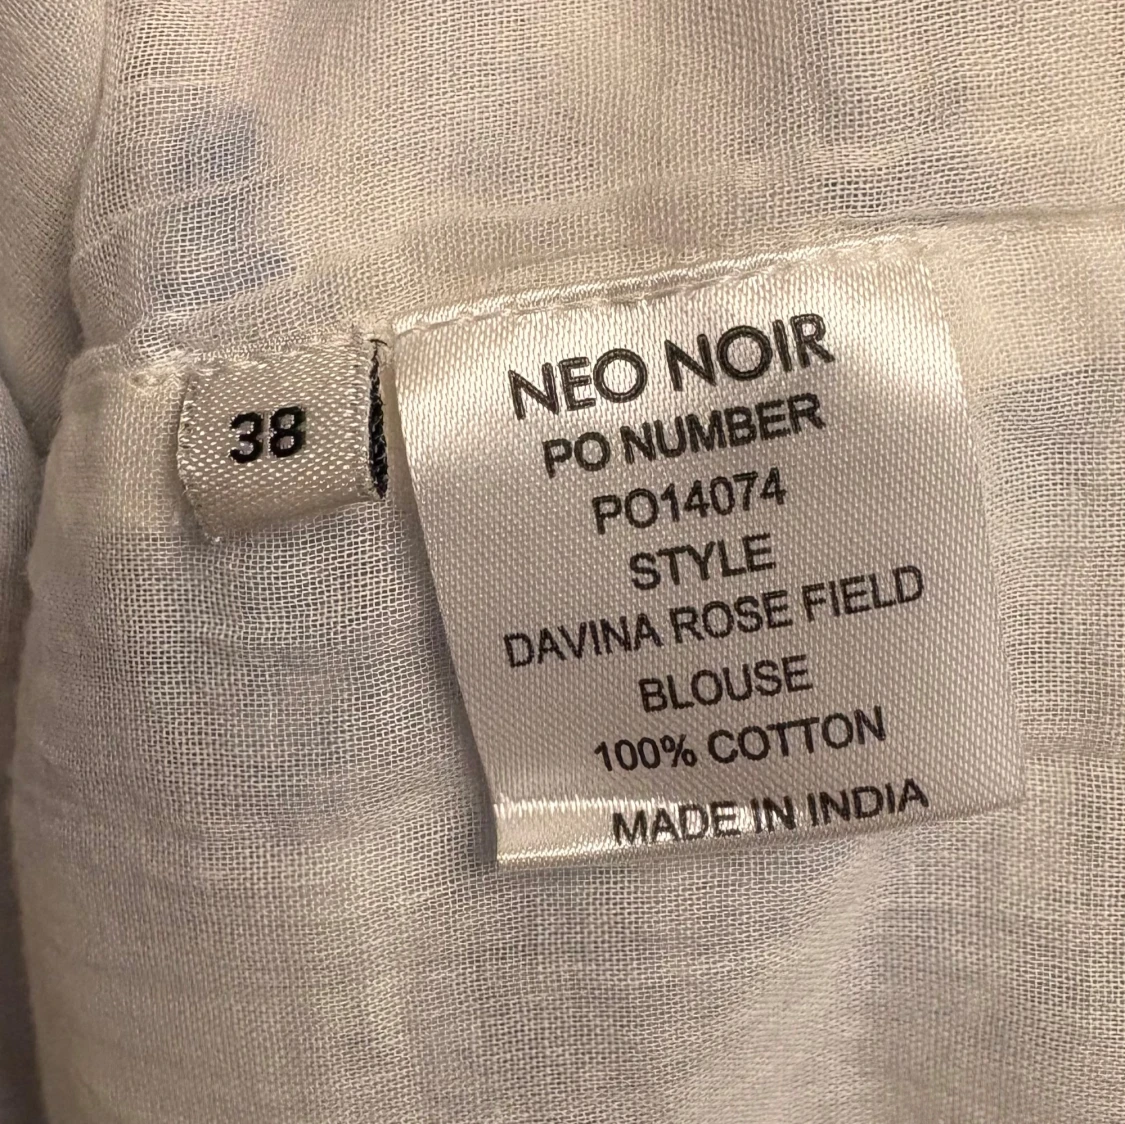 38
NEO NOIR
PO NUMBER
PO14074
STYLE
DAVINA ROSE FIELD
BLOUSE
100% COTTON
MADE IN INDIA